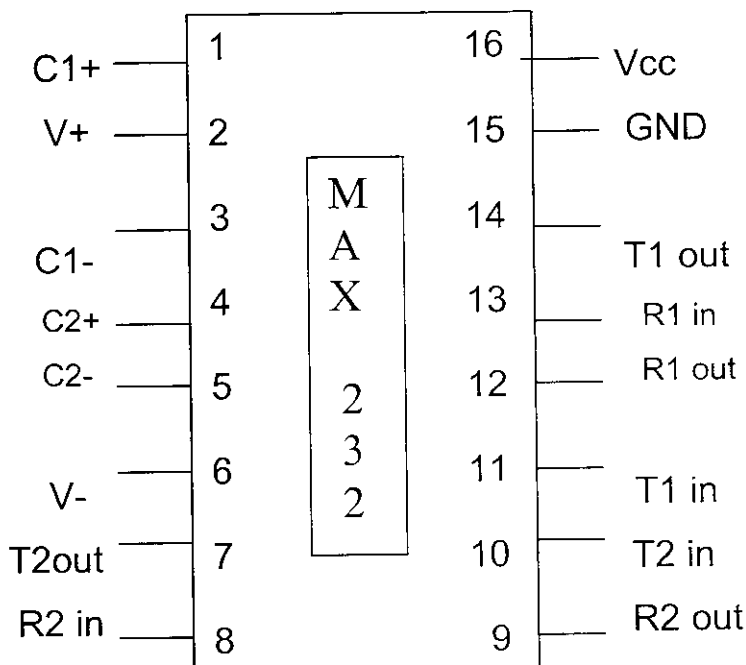 C1+ 1 16 Vcc
V+ 2 15 GND
C1- 3 14 T1 out
C2+ 4 13 R1 in
C2- 5 12 R1 out
V- 6 11 T1 in
T2out 7 10 T2 in
R2 in 8 9 R2 out
M
A
X
2
3
2